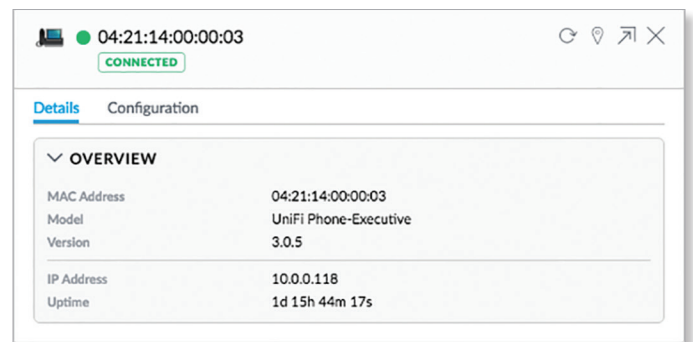 04:21:14:00:00:03
CONNECTED
Details Configuration
OVERVIEW
MAC Address 04:21:14:00:00:03
Model UniFi Phone-Executive
Version 3.0.5
IP Address 10.0.0.118
Uptime 1d 15h 44m 17s